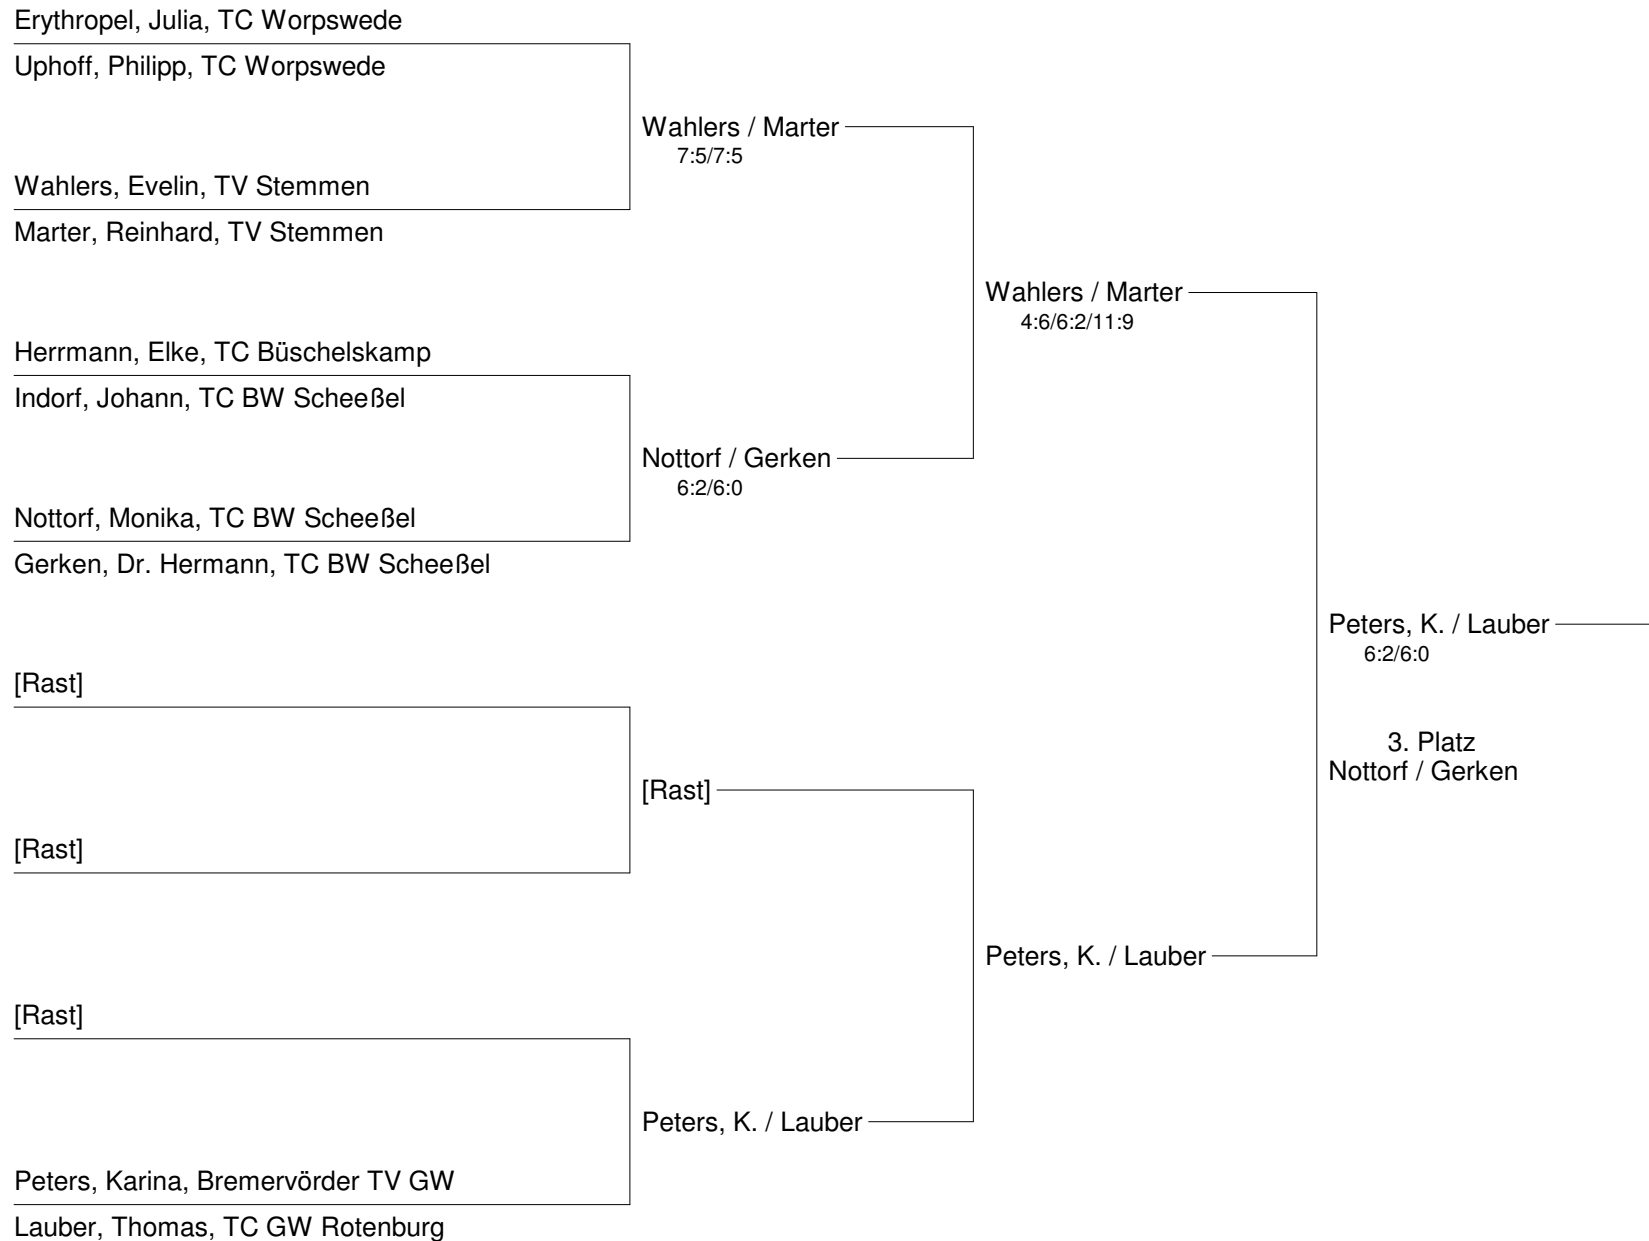 Erythropel, Julia, TC Worpswede
Uphoff, Philipp, TC Worpswede
Wahlers / Marter
7:5/7:5
Wahlers, Evelin, TV Stemmen
Marter, Reinhard, TV Stemmen
Wahlers / Marter
4:6/6:2/11:9
Herrmann, Elke, TC Büschelskamp
Indorf, Johann, TC BW Scheeßel
Nottorf / Gerken
6:2/6:0
Nottorf, Monika, TC BW Scheeßel
Gerken, Dr. Hermann, TC BW Scheeßel
Peters, K. / Lauber
6:2/6:0
[Rast]
3. Platz
Nottorf / Gerken
[Rast]
[Rast]
Peters, K. / Lauber
[Rast]
Peters, K. / Lauber
Peters, Karina, Bremervörder TV GW
Lauber, Thomas, TC GW Rotenburg